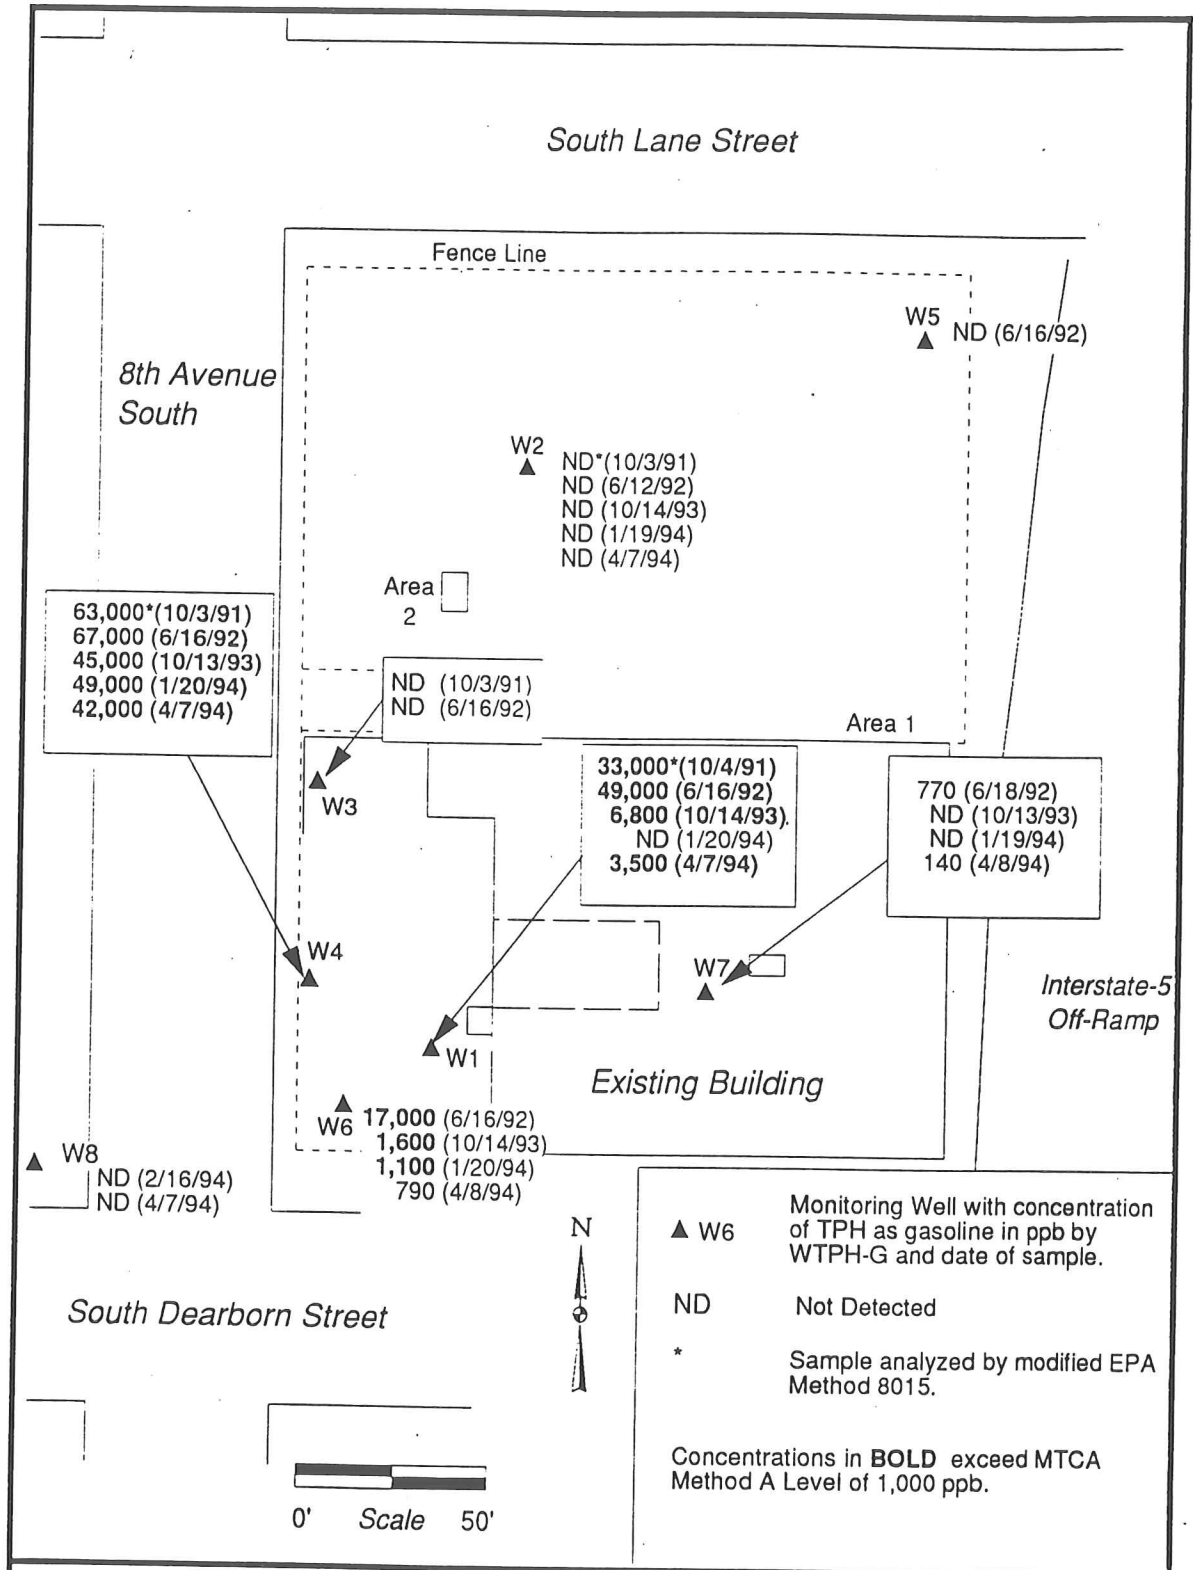 South Lane Street
Fence Line
W5
ND (6/16/92)
8th Avenue
South
W2
ND*(10/3/91)
ND (6/12/92)
ND (10/14/93)
ND (1/19/94)
ND (4/7/94)
Area
2
63,000*(10/3/91)
67,000 (6/16/92)
45,000 (10/13/93)
49,000 (1/20/94)
42,000 (4/7/94)
ND (10/3/91)
ND (6/16/92)
Area 1
W3
33,000*(10/4/91)
49,000 (6/16/92)
6,800 (10/14/93)
ND (1/20/94)
3,500 (4/7/94)
770 (6/18/92)
ND (10/13/93)
ND (1/19/94)
140 (4/8/94)
W4
W7
Interstate-5
Off-Ramp
W1
Existing Building
W6
17,000 (6/16/92)
1,600 (10/14/93)
1,100 (1/20/94)
790 (4/8/94)
W8
ND (2/16/94)
ND (4/7/94)
N
South Dearborn Street
0' Scale 50'
W6
Monitoring Well with concentration
of TPH as gasoline in ppb by
WTPH-G and date of sample.
ND Not Detected
* Sample analyzed by modified EPA
Method 8015.
Concentrations in BOLD exceed MTCA
Method A Level of 1,000 ppb.